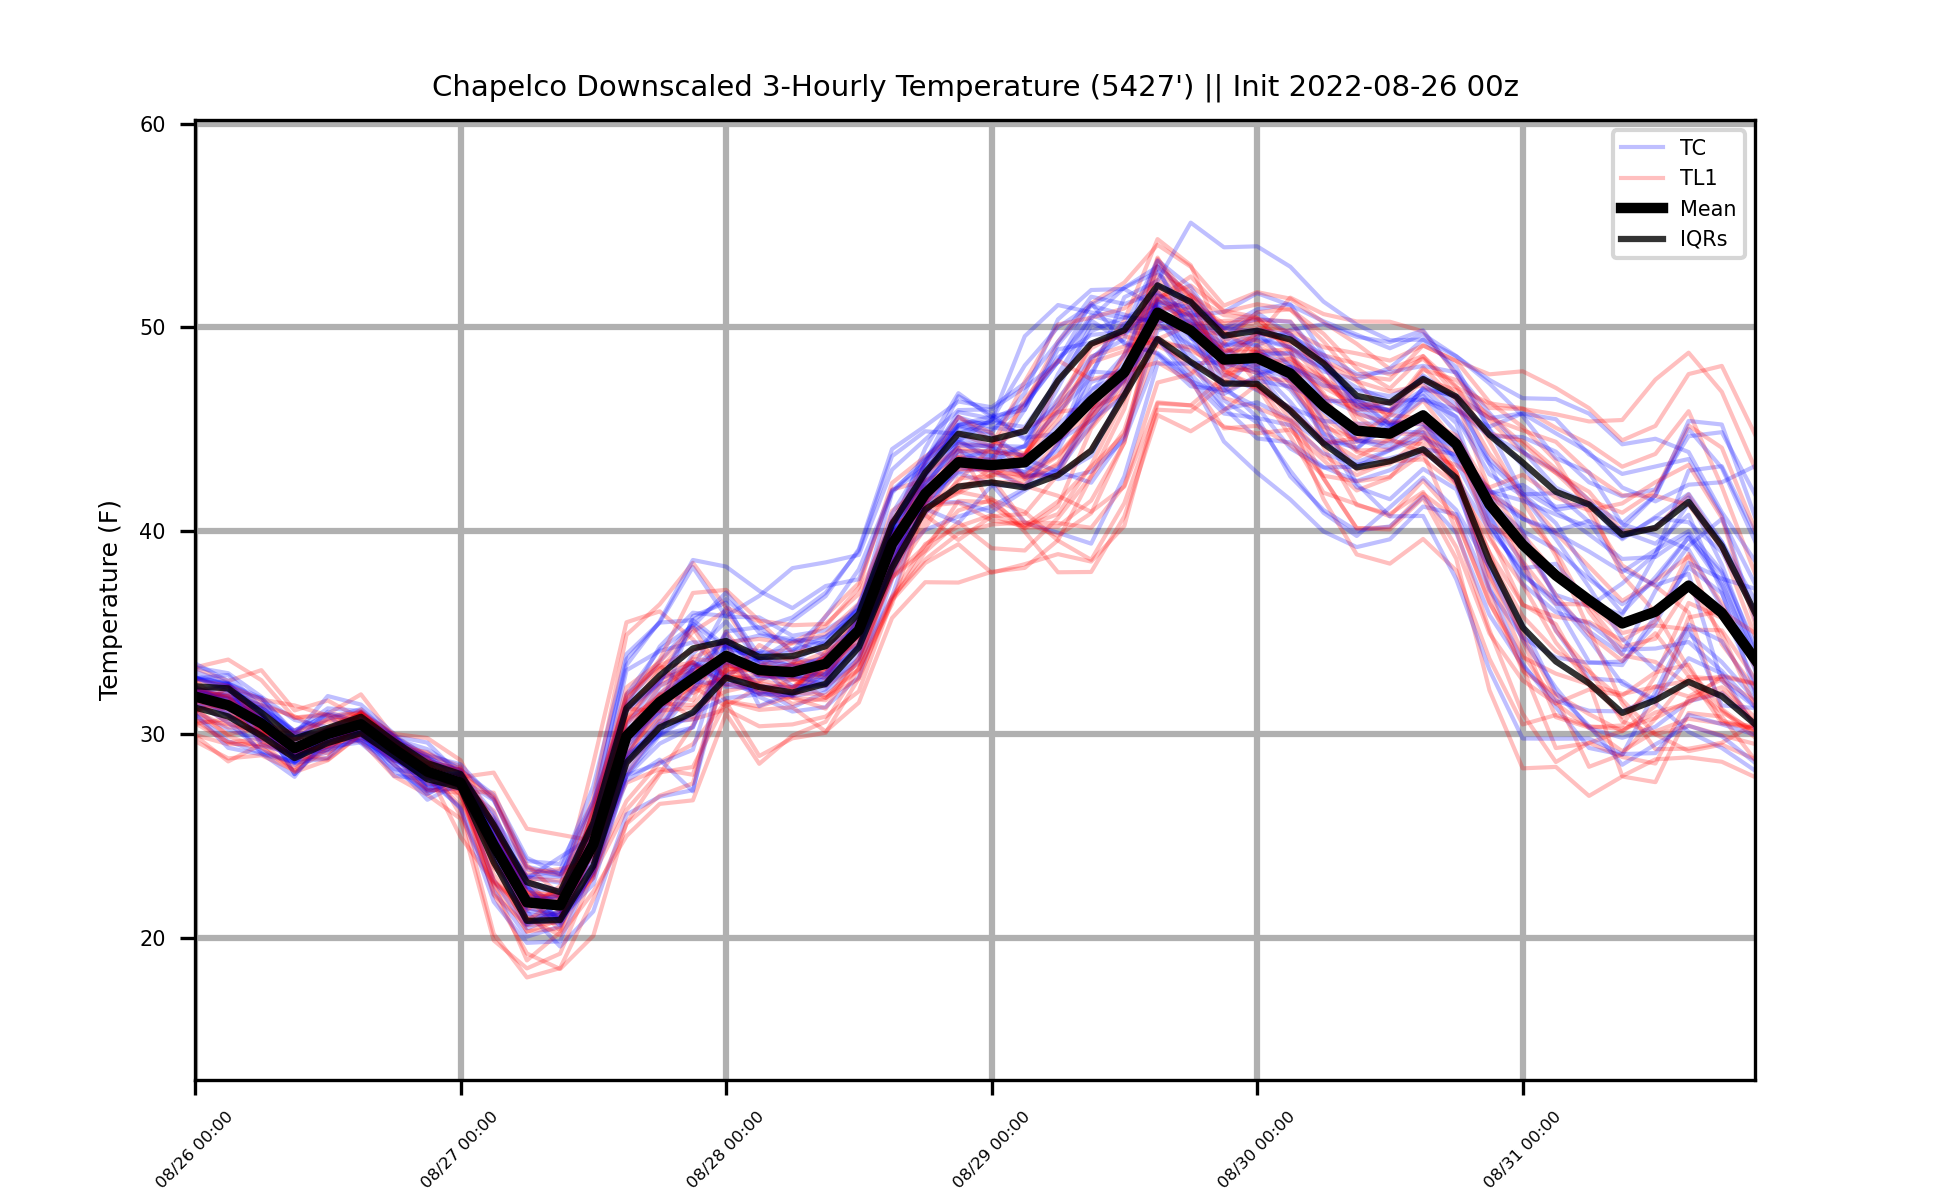 Chapelco Downscaled 3-Hourly Temperature (5427') || Init 2022-08-26 00z
TC
TL1
Mean
IQRs
Temperature (F)
60
50
40
30
20
08/26 00:00
08/27 00:00
08/28 00:00
08/29 00:00
08/30 00:00
08/31 00:00